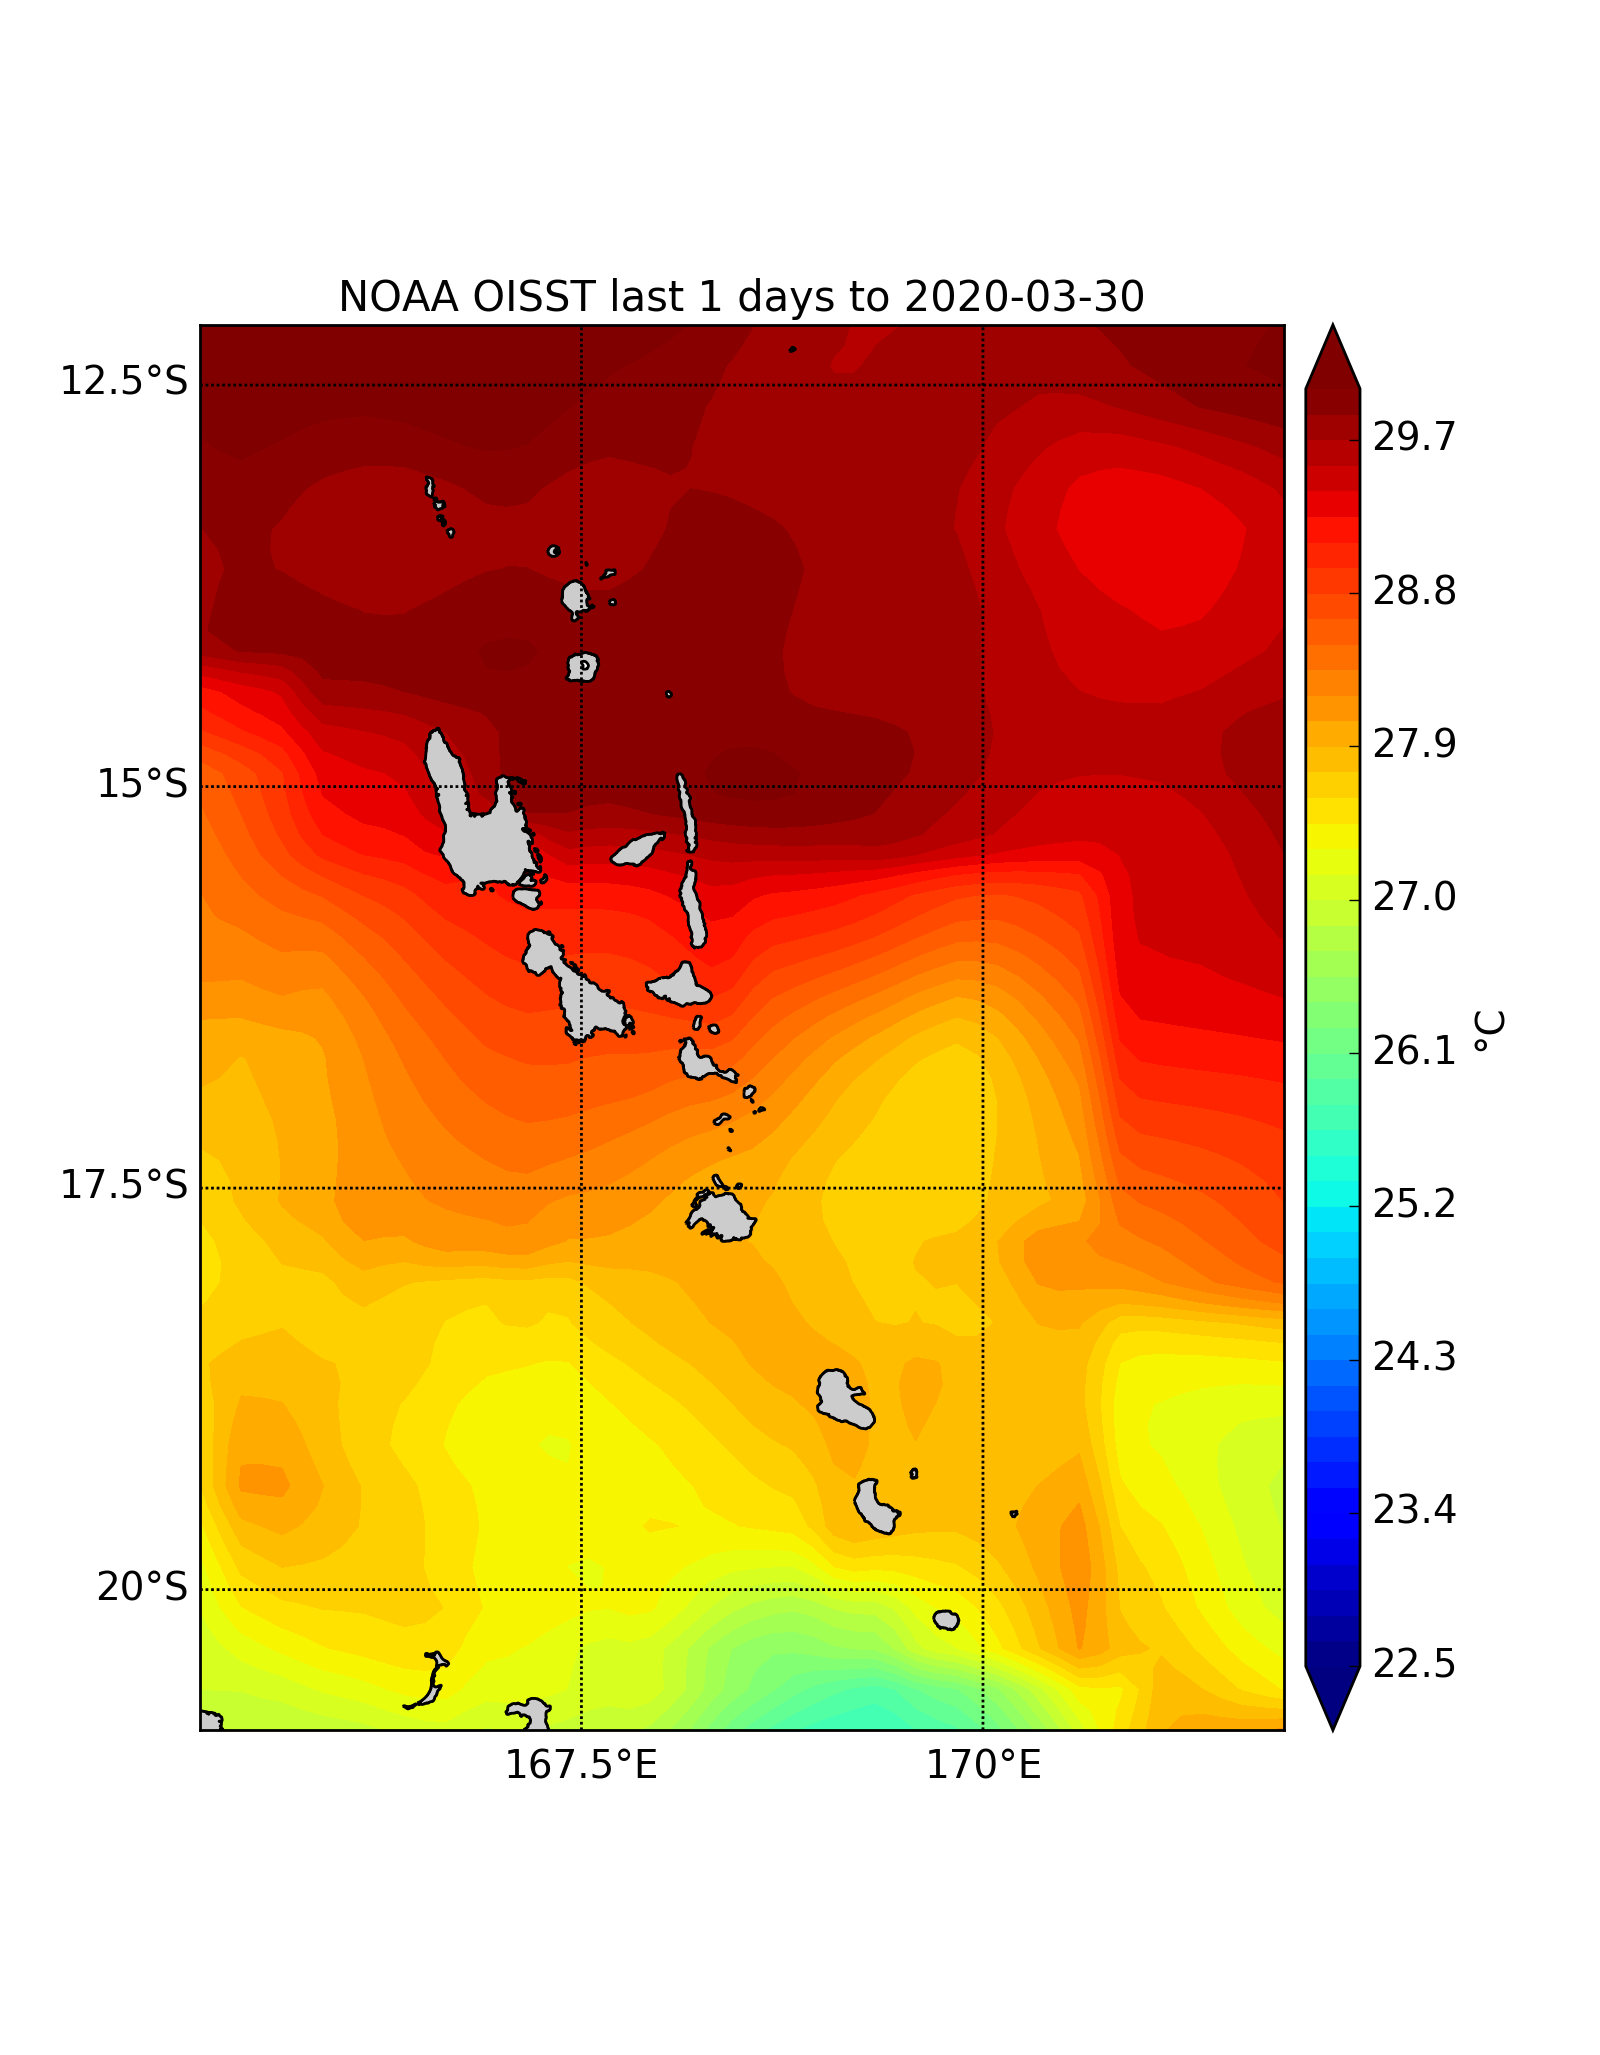 NOAA OISST last 1 days to 2020-03-30
12.5°S
15°S
17.5°S
20°S
167.5°E
170°E
29.7
28.8
27.9
27.0
26.1
25.2
24.3
23.4
22.5
°C